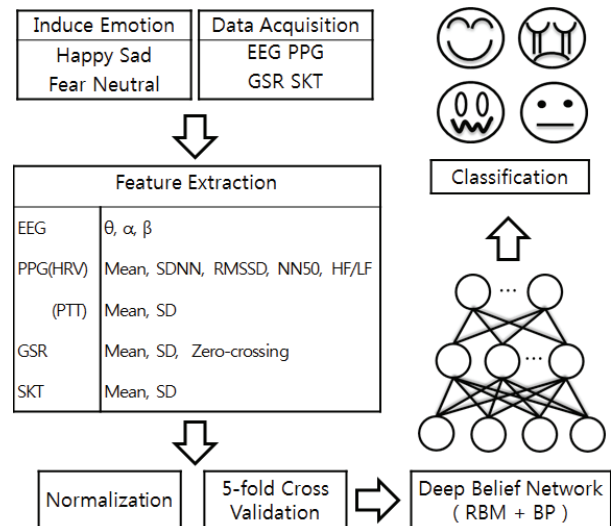 Induce Emotion
Happy Sad
Fear Neutral
Data Acquisition
EEG PPG
GSR SKT
Feature Extraction
EEG θ, α, β
PPG(HRV) Mean, SDNN, RMSSD, NN50, HF/LF
(PTT) Mean, SD
GSR Mean, SD, Zero-crossing
SKT Mean, SD
Normalization
5-fold Cross
Validation
Deep Belief Network
( RBM + BP )
...
...
Classification